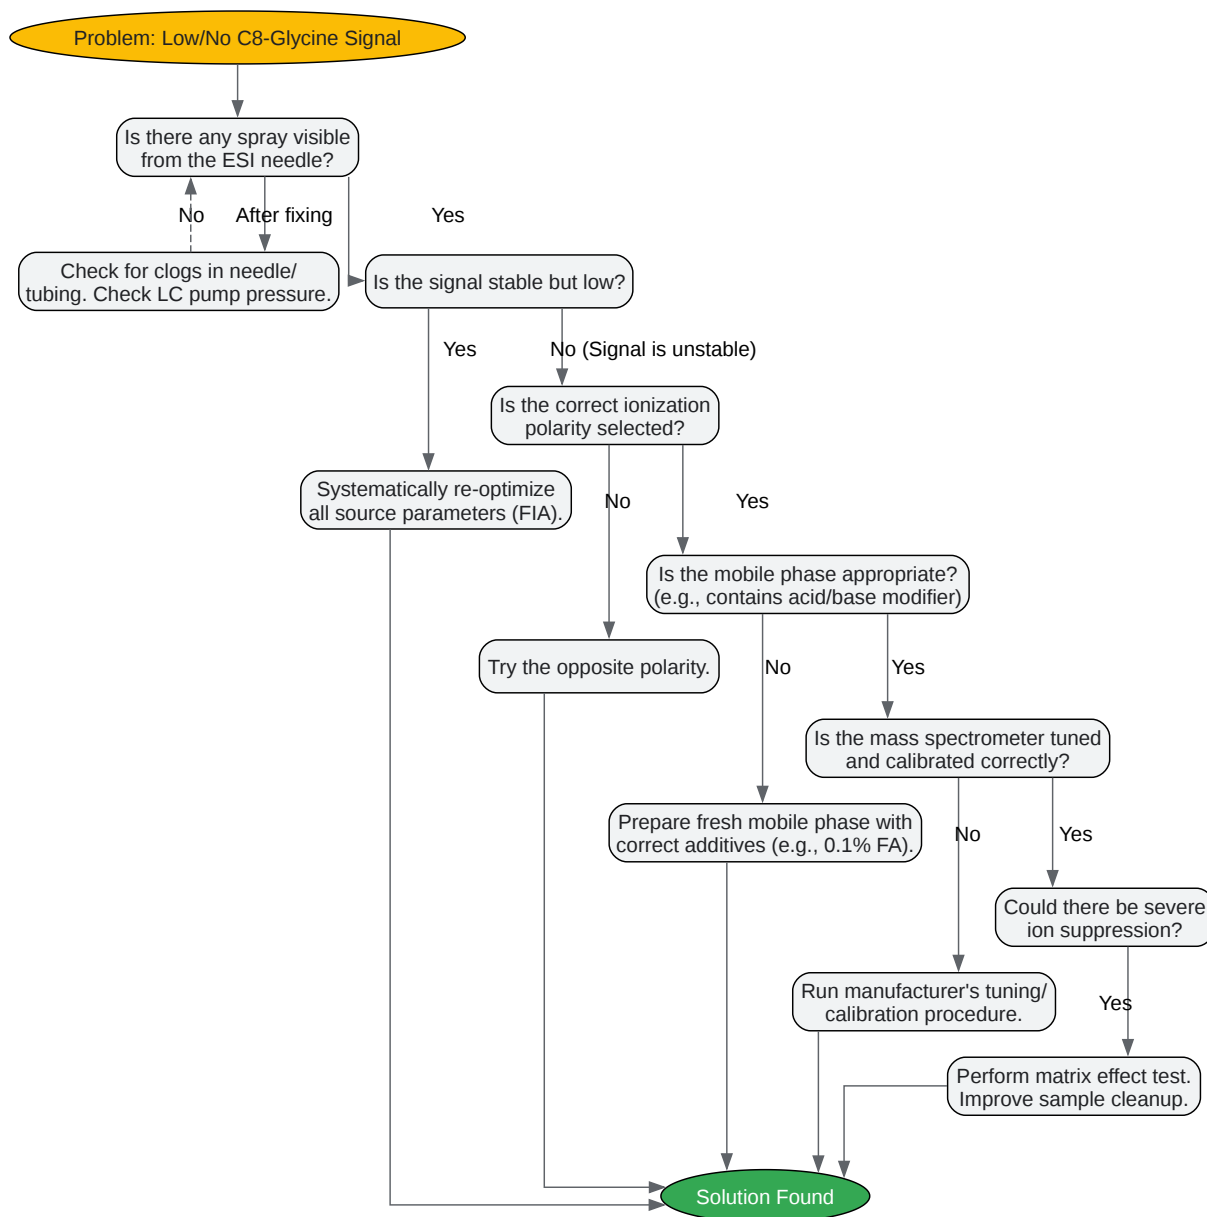 Problem: Low/No C8-Glycine Signal
Is there any spray visible
from the ESI needle?
No
After fixing
Yes
Check for clogs in needle/
tubing. Check LC pump pressure.
Is the signal stable but low?
Yes
No (Signal is unstable)
Is the correct ionization
polarity selected?
Systematically re-optimize
all source parameters (FIA).
No
Yes
Is the mobile phase appropriate?
(e.g., contains acid/base modifier)
Try the opposite polarity.
No
Yes
Is the mass spectrometer tuned
and calibrated correctly?
Prepare fresh mobile phase with
correct additives (e.g., 0.1% FA).
No
Yes
Could there be severe
ion suppression?
Run manufacturer's tuning/
calibration procedure.
Yes
Perform matrix effect test.
Improve sample cleanup.
Solution Found